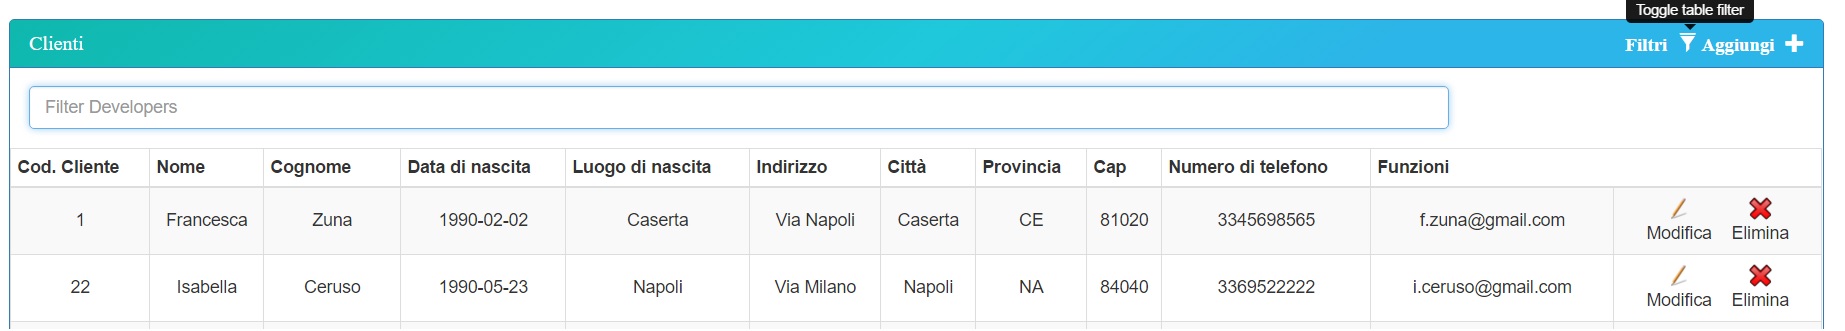 Toggle table filter
Clienti Filtri Aggiungi
Filter Developers
Cod. Cliente Nome Cognome Data di nascita Luogo di nascita Indirizzo Città Provincia Cap Numero di telefono Funzioni
1 Francesca Zuna 1990-02-02 Caserta Via Napoli Caserta CE 81020 3345698565 f.zuna@gmail.com Modifica Elimina
22 Isabella Ceruso 1990-05-23 Napoli Via Milano Napoli NA 84040 3369522222 i.ceruso@gmail.com Modifica Elimina